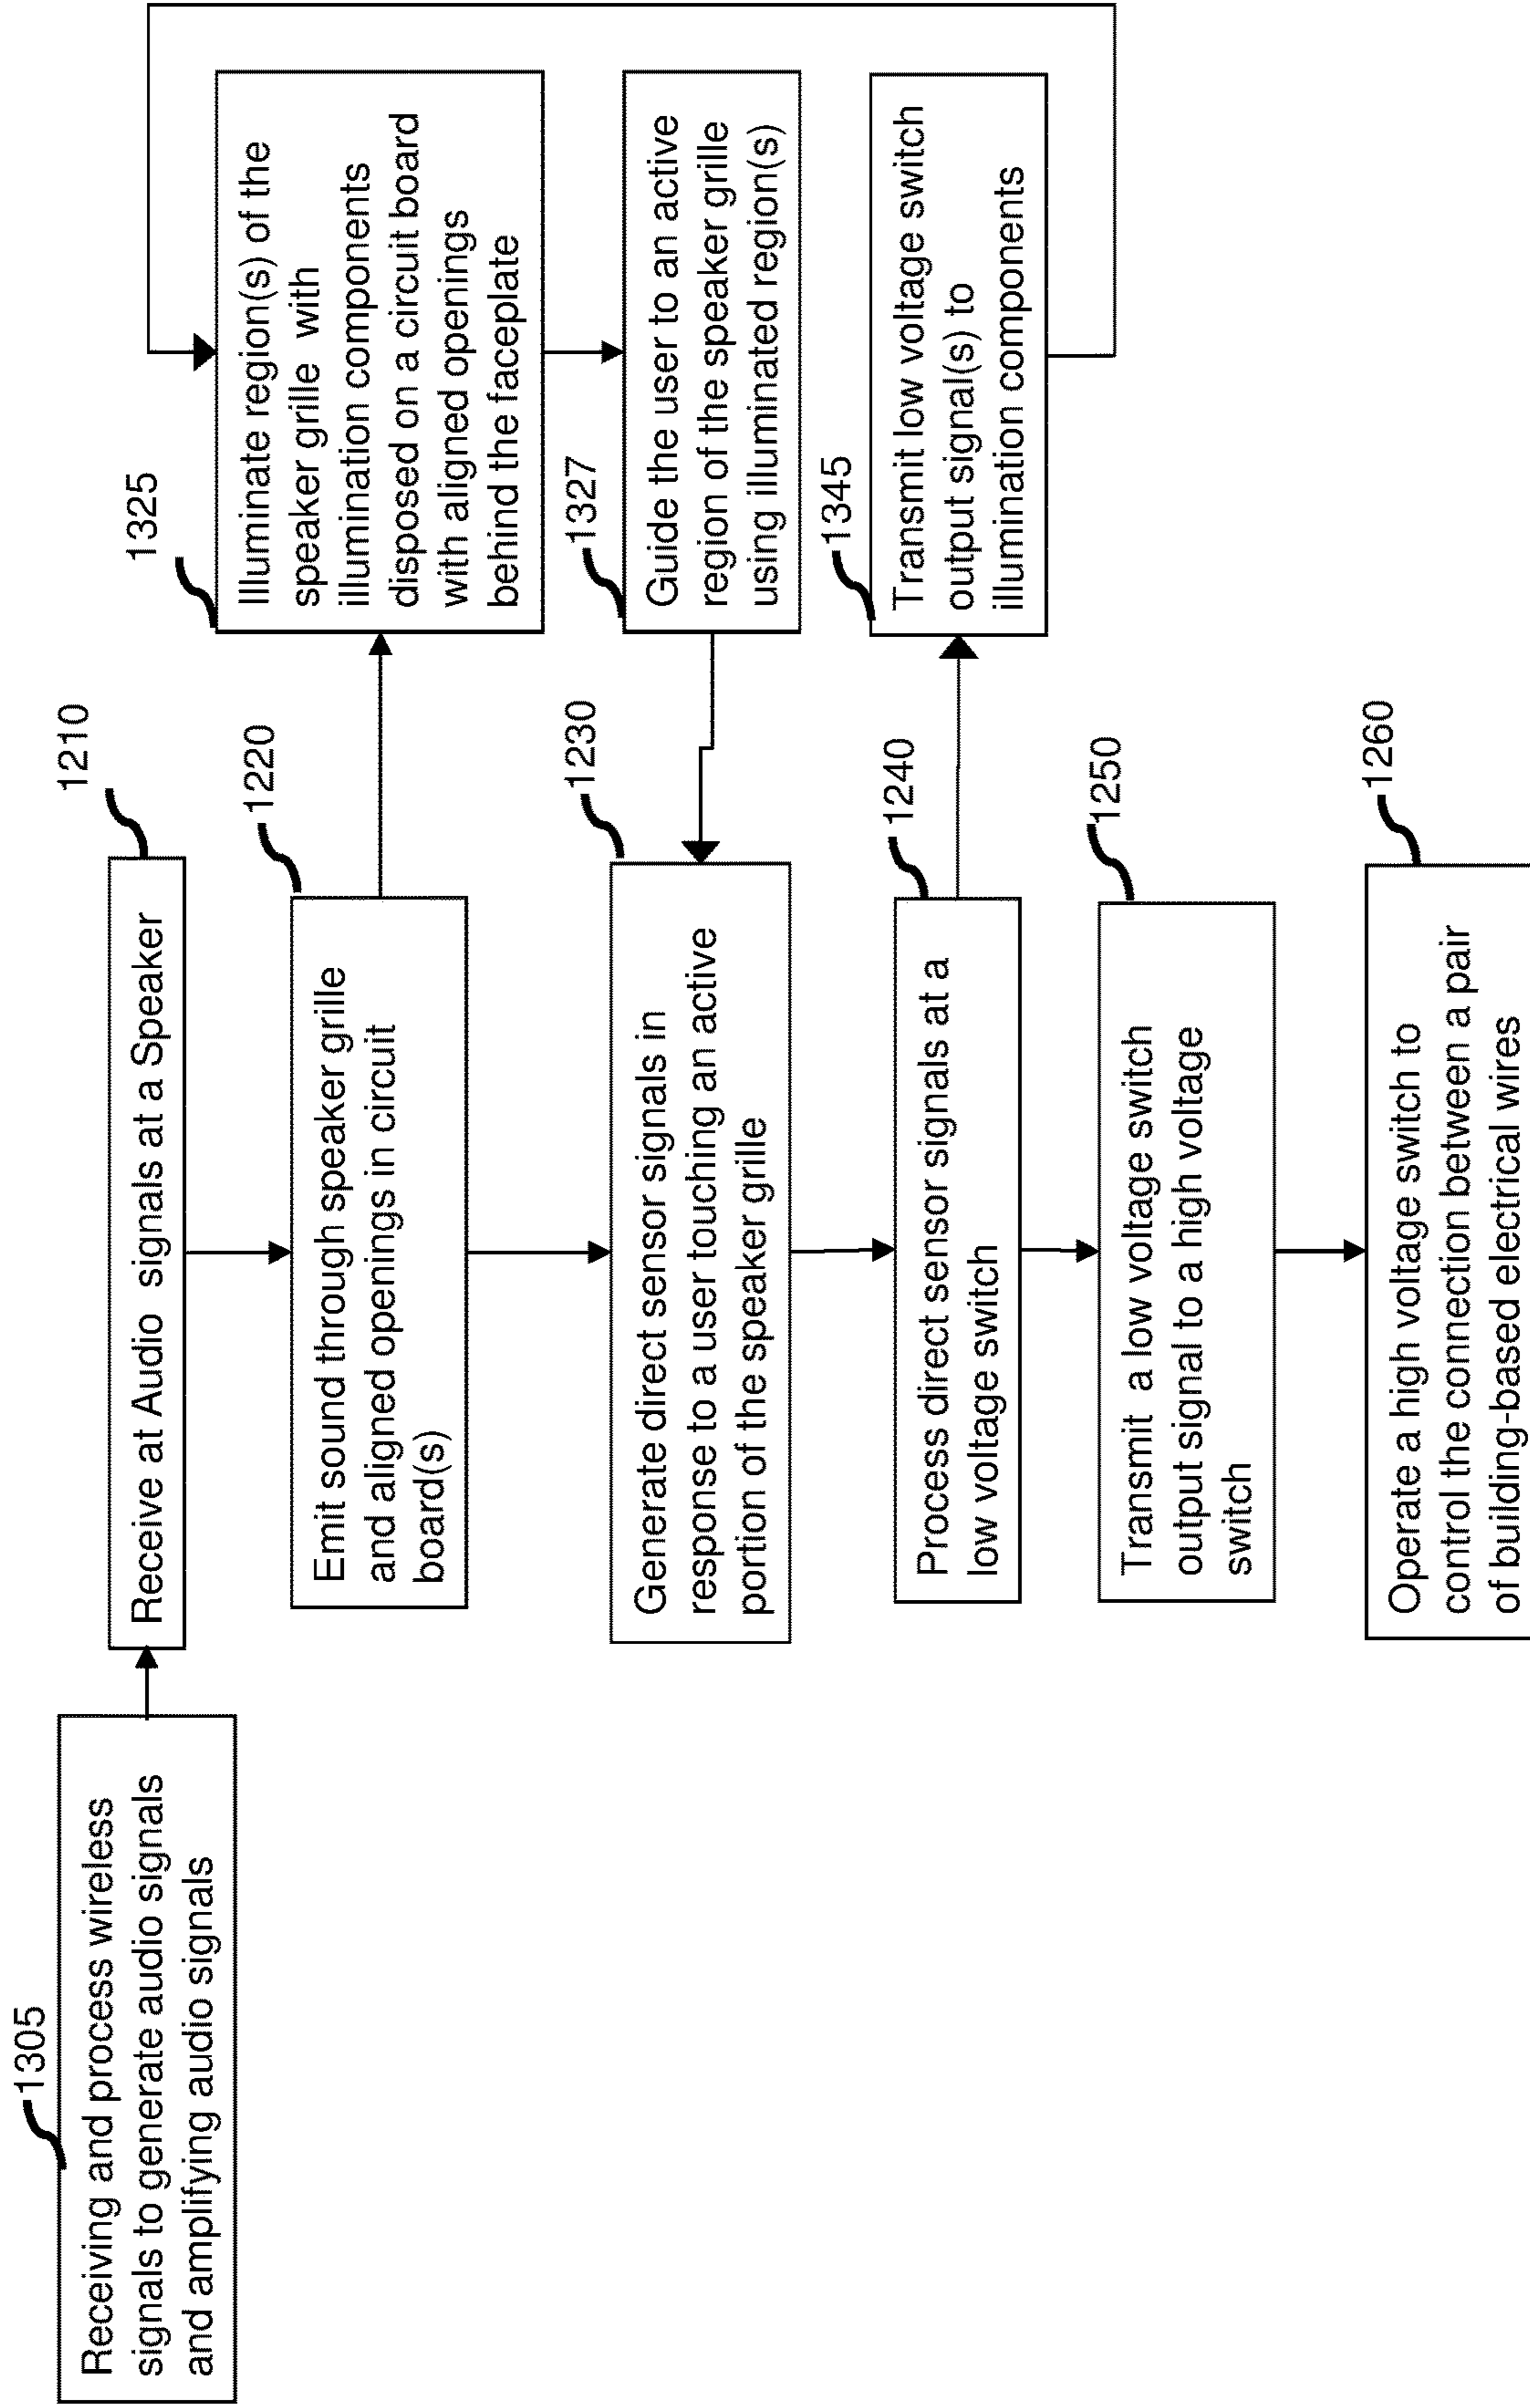 1305
Receiving and process wireless
signals to generate audio signals
and amplifying audio signals
1210
Receive at Audio signals at a Speaker
1220
Emit sound through speaker grille
and aligned openings in circuit
board(s)
1325
Illuminate region(s) of the
speaker grille with
illumination components
disposed on a circuit board
with aligned openings
behind the faceplate
1327
Guide the user to an active
region of the speaker grille
using illuminated region(s)
1230
Generate direct sensor signals in
response to a user touching an active
portion of the speaker grille
1240
Process direct sensor signals at a
low voltage switch
1345
Transmit low voltage switch
output signal(s) to
illumination components
1250
Transmit a low voltage switch
output signal to a high voltage
switch
1260
Operate a high voltage switch to
control the connection between a pair
of building-based electrical wires